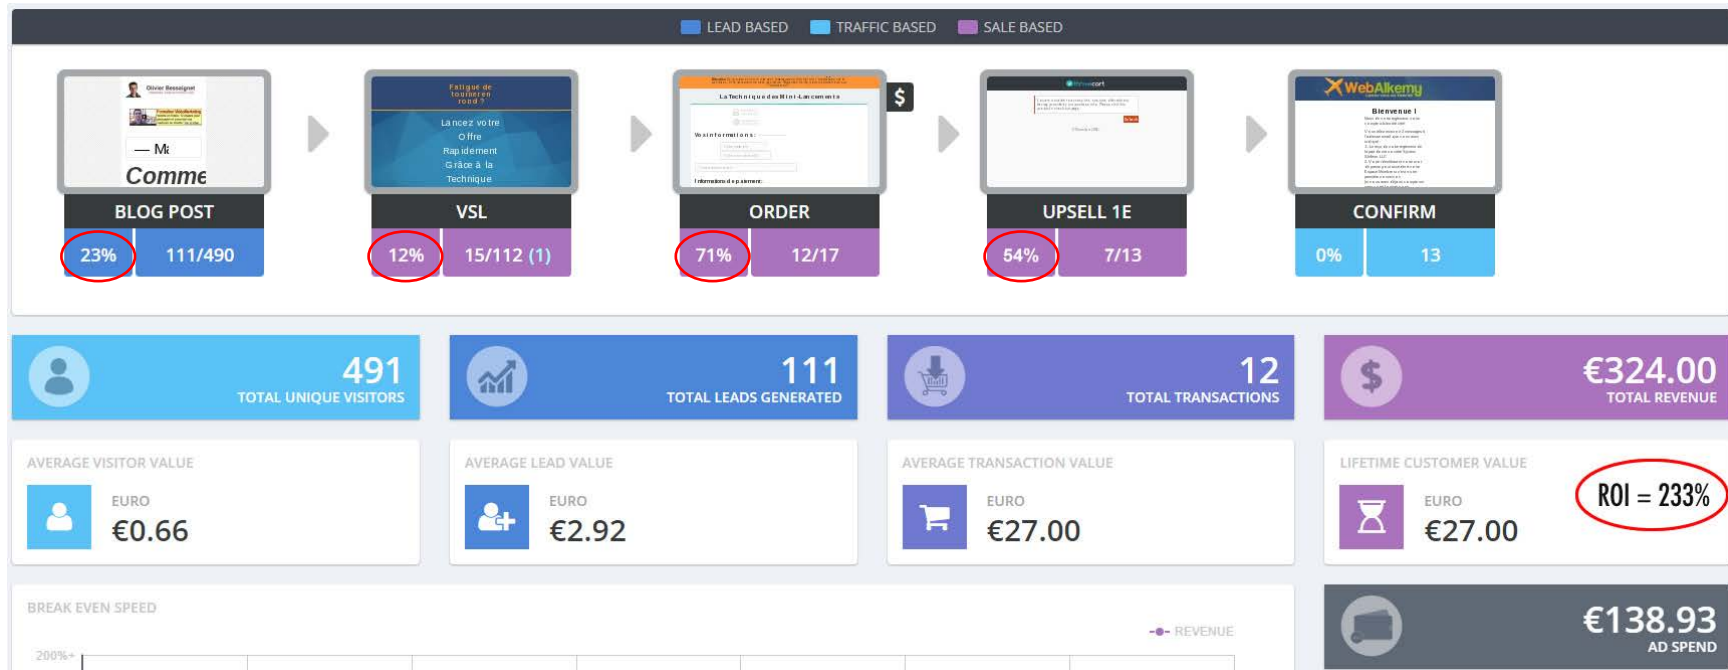 LEAD BASED TRAFFIC BASED SALE BASED
Olivier Bessaignet
— Ma
Comme
Fatigué de
tourner en
rond ?
Lancez votre
Offre
Rapidement
Grâce à la
Technique
La Technique des Mini-Lancements
Vos informations :
Informations de paiement:
$
WebAlkemy
Bienvenue !
BLOG POST
23% 111/490
VSL
12% 15/112 (1)
ORDER
71% 12/17
UPSELL 1E
54% 7/13
CONFIRM
0% 13
491
TOTAL UNIQUE VISITORS
111
TOTAL LEADS GENERATED
12
TOTAL TRANSACTIONS
$
€324.00
TOTAL REVENUE
AVERAGE VISITOR VALUE
EURO
€0.66
AVERAGE LEAD VALUE
EURO
€2.92
AVERAGE TRANSACTION VALUE
EURO
€27.00
LIFETIME CUSTOMER VALUE
EURO
€27.00
ROI = 233%
BREAK EVEN SPEED
REVENUE
200%+
€138.93
AD SPEND